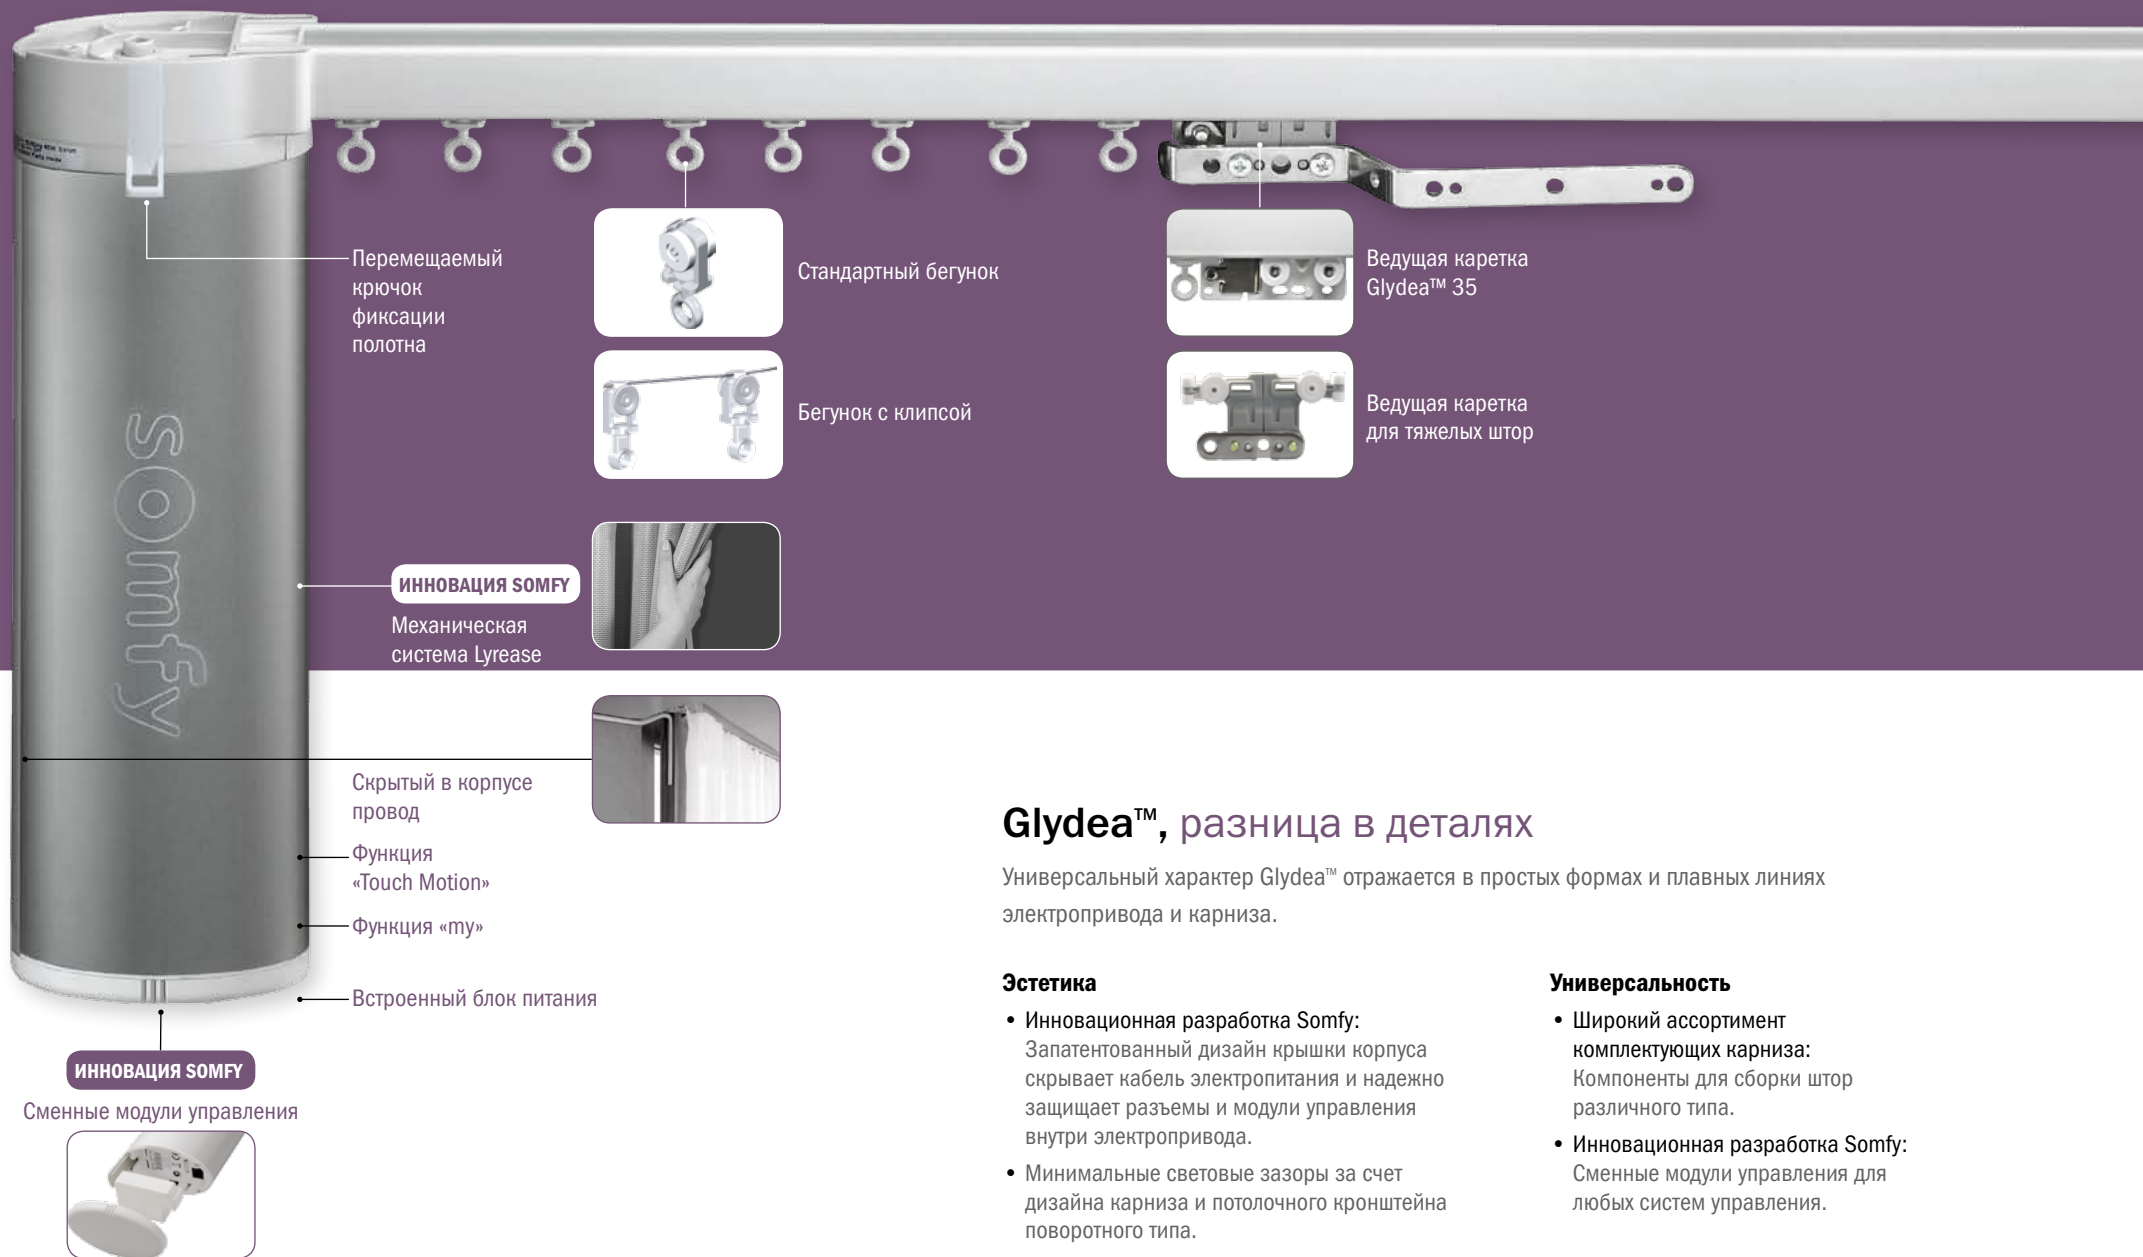 Перемещаемый
крючок
фиксации
полотна
Стандартный бегунок
Бегунок с клипсой
Ведущая каретка
Glydea™ 35
Ведущая каретка
для тяжелых штор
somfy
ИННОВАЦИЯ SOMFY
Механическая
система Lyrease
Скрытый в корпусе
провод
Функция
«Touch Motion»
Функция «my»
Встроенный блок питания
ИННОВАЦИЯ SOMFY
Сменные модули управления
Glydea™, разница в деталях
Универсальный характер Glydea™ отражается в простых формах и плавных линиях
электропривода и карниза.
Эстетика
• Инновационная разработка Somfy:
Запатентованный дизайн крышки корпуса
скрывает кабель электропитания и надежно
защищает разъемы и модули управления
внутри электропривода.
• Минимальные световые зазоры за счет
дизайна карниза и потолочного кронштейна
поворотного типа.
Универсальность
• Широкий ассортимент
комплектующих карниза:
Компоненты для сборки штор
различного типа.
• Инновационная разработка Somfy:
Сменные модули управления для
любых систем управления.